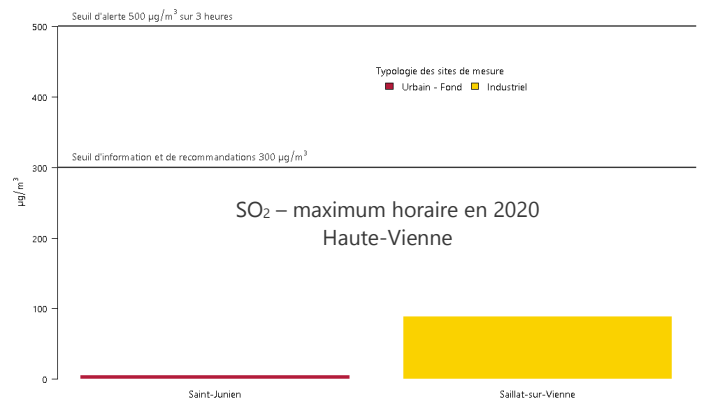 Seuil d'alerte 500 µg/m³ sur 3 heures
500
Typologie des sites de mesure
Urbain - Fond Industriel
400
Seuil d'information et de recommandations 300 µg/m³
300
µg/m³
SO₂ – maximum horaire en 2020
Haute-Vienne
200
100
0
Saint-Junien Saillat-sur-Vienne